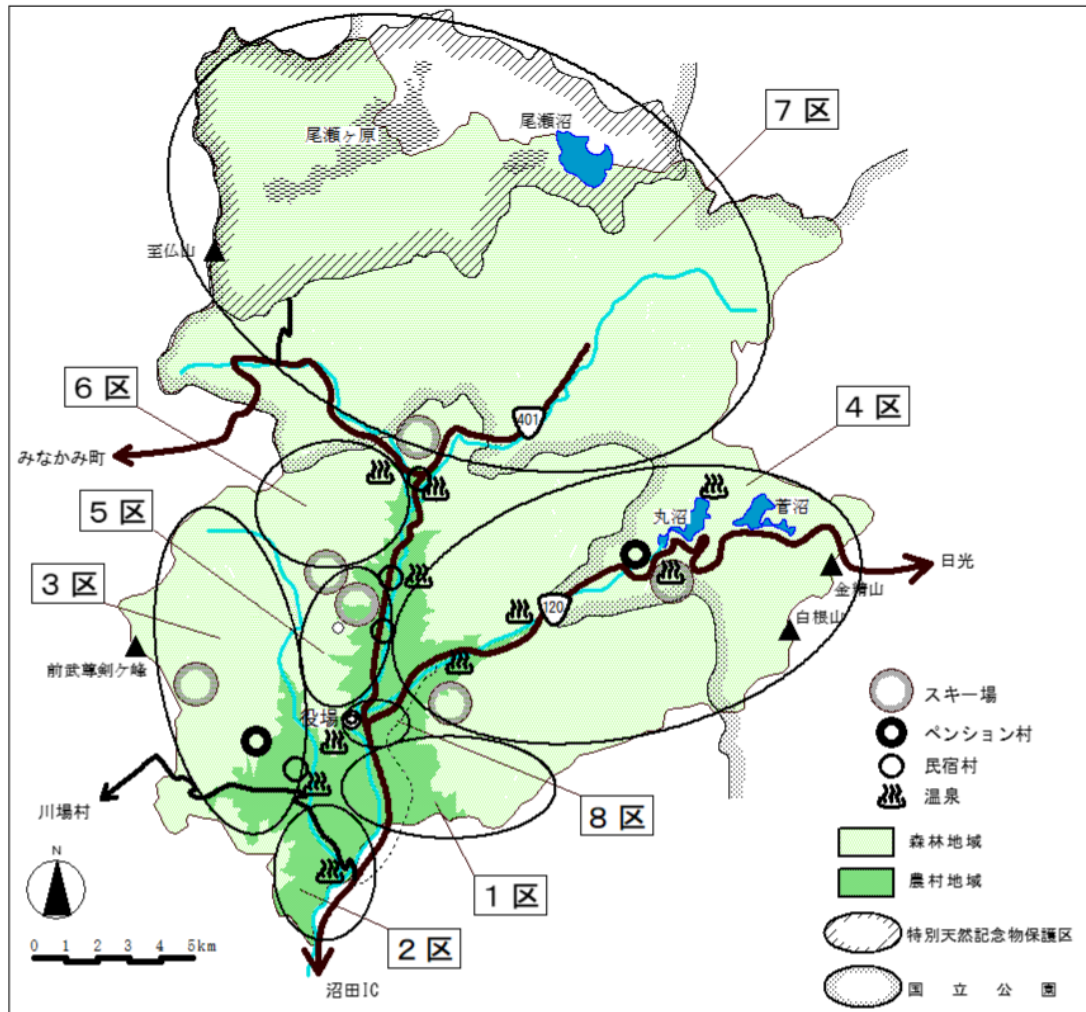 7区
尾瀬沼
尾瀬ヶ原
至仏山
6区
4区
401
みなかみ町
5区
丸沼
菅沼
日光
3区
120
金精山
白根山
前武尊剣ケ峰
スキー場
役場
ペンション村
民宿村
温泉
川場村
8区
森林地域
N
農村地域
1区
特別天然記念物保護区
2区
0 1 2 3 4 5km
沼田IC
国立公園